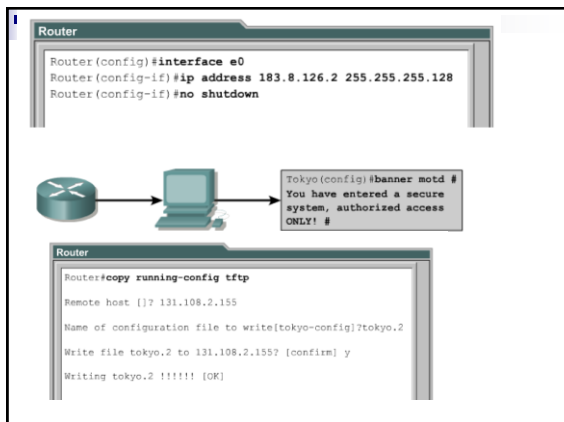 Router
Router(config)#interface e0
Router(config-if)#ip address 183.8.126.2 255.255.255.128
Router(config-if)#no shutdown
Tokyo(config)#banner motd #
You have entered a secure
system, authorized access
ONLY! #
Router
Router#copy running-config tftp
Remote host []? 131.108.2.155
Name of configuration file to write[tokyo-config]?tokyo.2
Write file tokyo.2 to 131.108.2.155? [confirm] y
Writing tokyo.2 !!!!!! [OK]